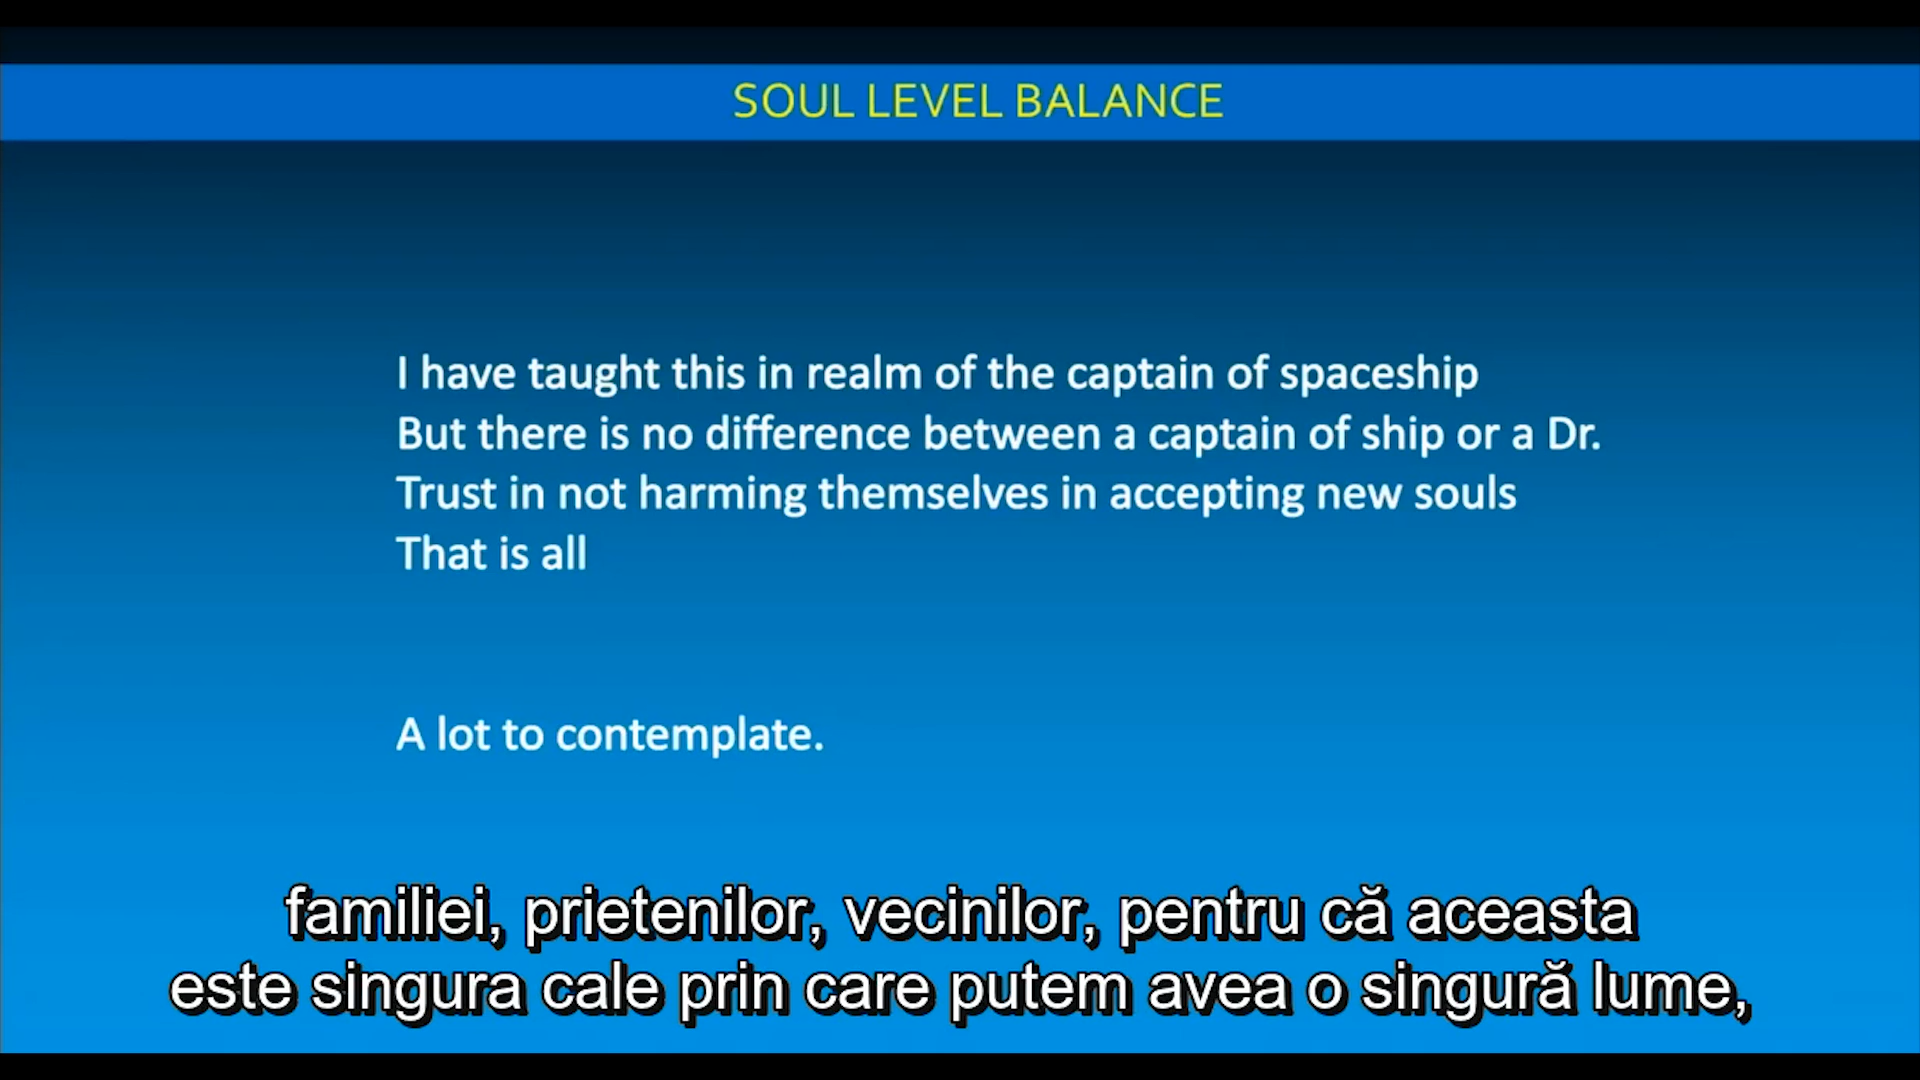 SOUL LEVEL BALANCE
I have taught this in realm of the captain of spaceship
But there is no difference between a captain of ship or a Dr.
Trust in not harming themselves in accepting new souls
That is all
A lot to contemplate.
familiei, prietenilor, vecinilor, pentru că aceasta
este singura cale prin care putem avea o singură lume,